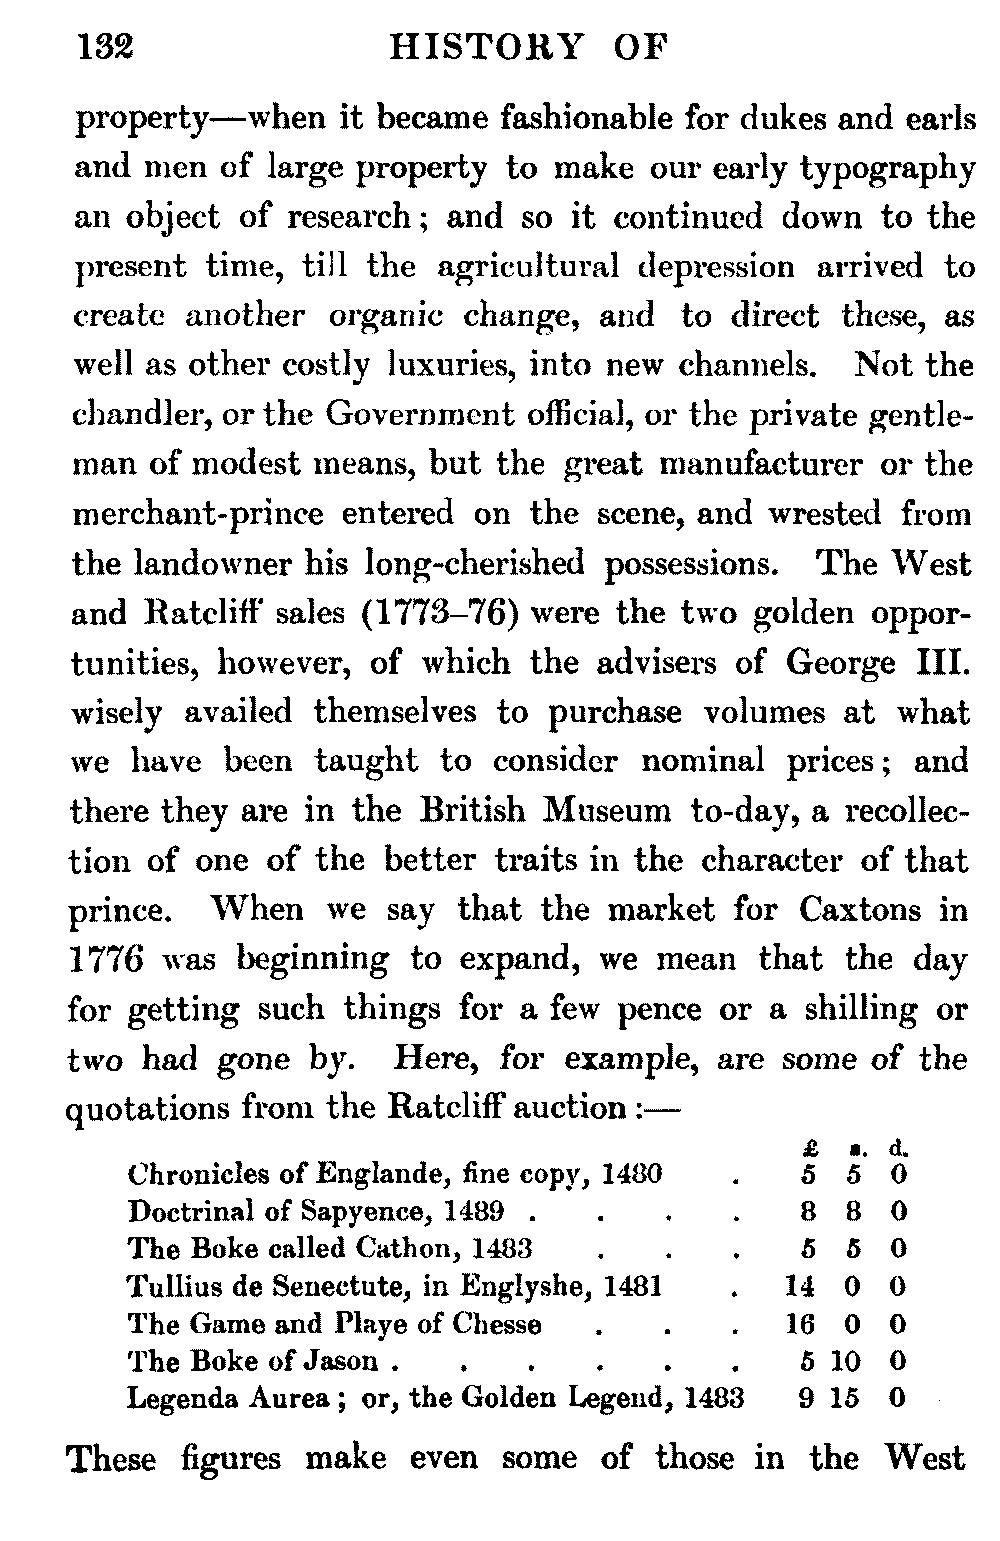 132 HISTORY OF
property—when it became fashionable for dukes and earls
and men of large property to make our early typography
an object of research; and so it continued down to the
present time, till the agricultural depression arrived to
create another organic change, and to direct these, as
well as other costly luxuries, into new channels. Not the
chandler, or the Government official, or the private gentle-
man of modest means, but the great manufacturer or the
merchant-prince entered on the scene, and wrested from
the landowner his long-cherished possessions. The West
and Ratcliff sales (1773–76) were the two golden oppor-
tunities, however, of which the advisers of George III.
wisely availed themselves to purchase volumes at what
we have been taught to consider nominal prices; and
there they are in the British Museum to-day, a recollec-
tion of one of the better traits in the character of that
prince. When we say that the market for Caxtons in
1776 was beginning to expand, we mean that the day
for getting such things for a few pence or a shilling or
two had gone by. Here, for example, are some of the
quotations from the Ratcliff auction:—
£ s. d.
Chronicles of Englande, fine copy, 1480 . 5 5 0
Doctrinal of Sapyence, 1489 . . . . 8 8 0
The Boke called Cathon, 1483 . . . 5 5 0
Tullius de Senectute, in Englyshe, 1481 . 14 0 0
The Game and Playe of Chesse . . . 16 0 0
The Boke of Jason . . . . . . 5 10 0
Legenda Aurea; or, the Golden Legend, 1483 9 15 0
These figures make even some of those in the West